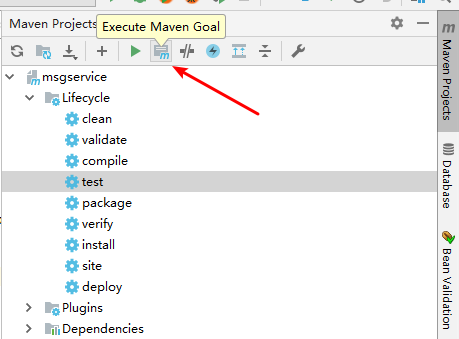 Execute Maven Goal
Maven Projects
msgservice
Lifecycle
clean
validate
compile
test
package
verify
install
site
deploy
Plugins
Dependencies
m
Maven Projects
Database
Bean Validation